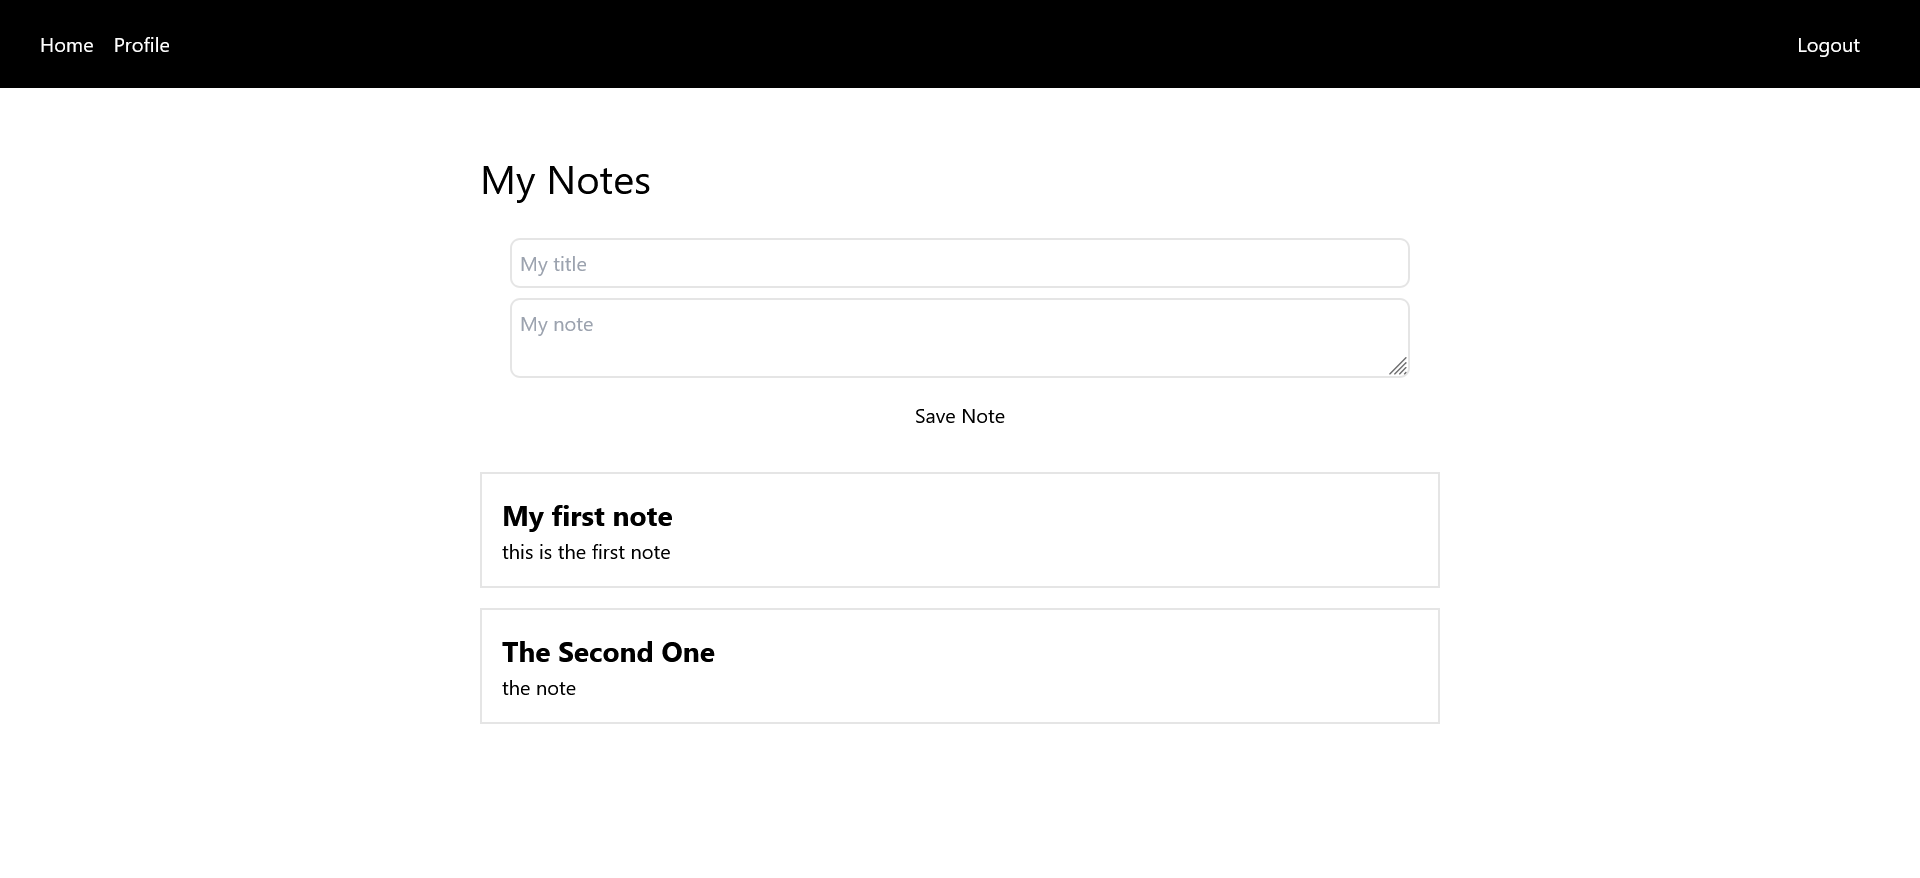 Home Profile Logout
My Notes
My title
My note
Save Note
My first note
this is the first note
The Second One
the note